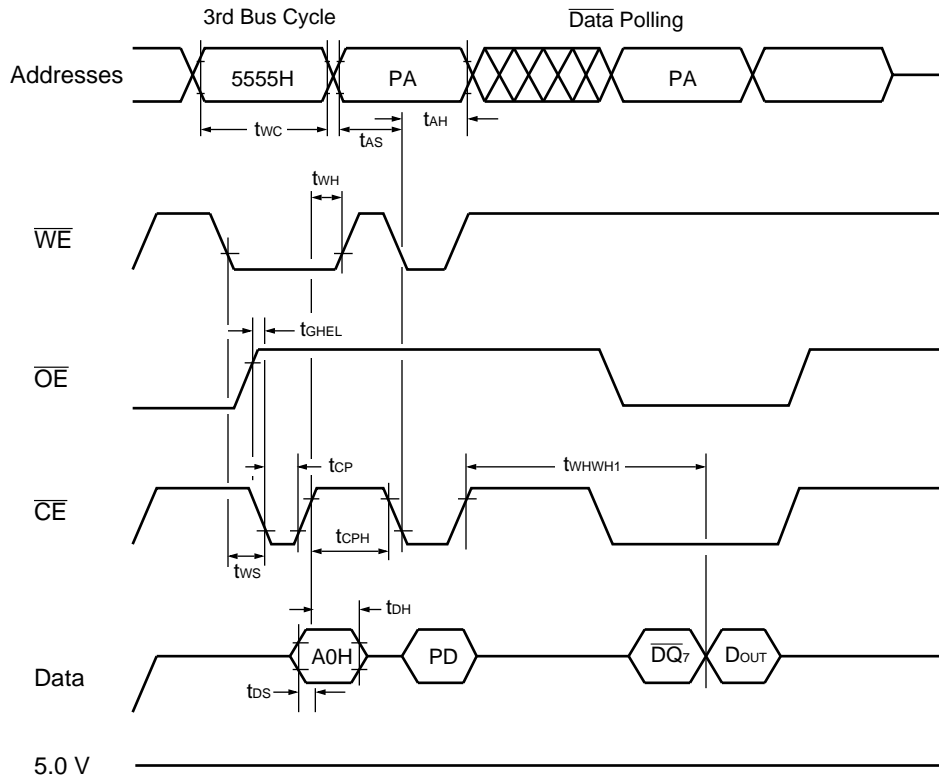 3rd Bus Cycle
Data Polling
Addresses
5555H
PA
PA
tWC
tAS
tAH
tWH
WE
tGHEL
OE
tCP
tWHWH1
CE
tCPH
tWS
tDH
Data
A0H
PD
DQ7
DOUT
tDS
5.0 V